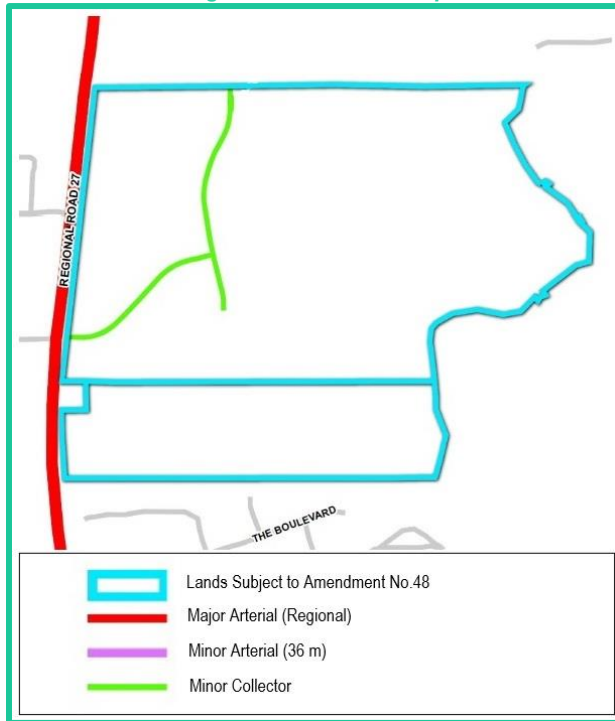 REGIONAL ROAD 27
THE BOULEVARD
Lands Subject to Amendment No.48
Major Arterial (Regional)
Minor Arterial (36 m)
Minor Collector